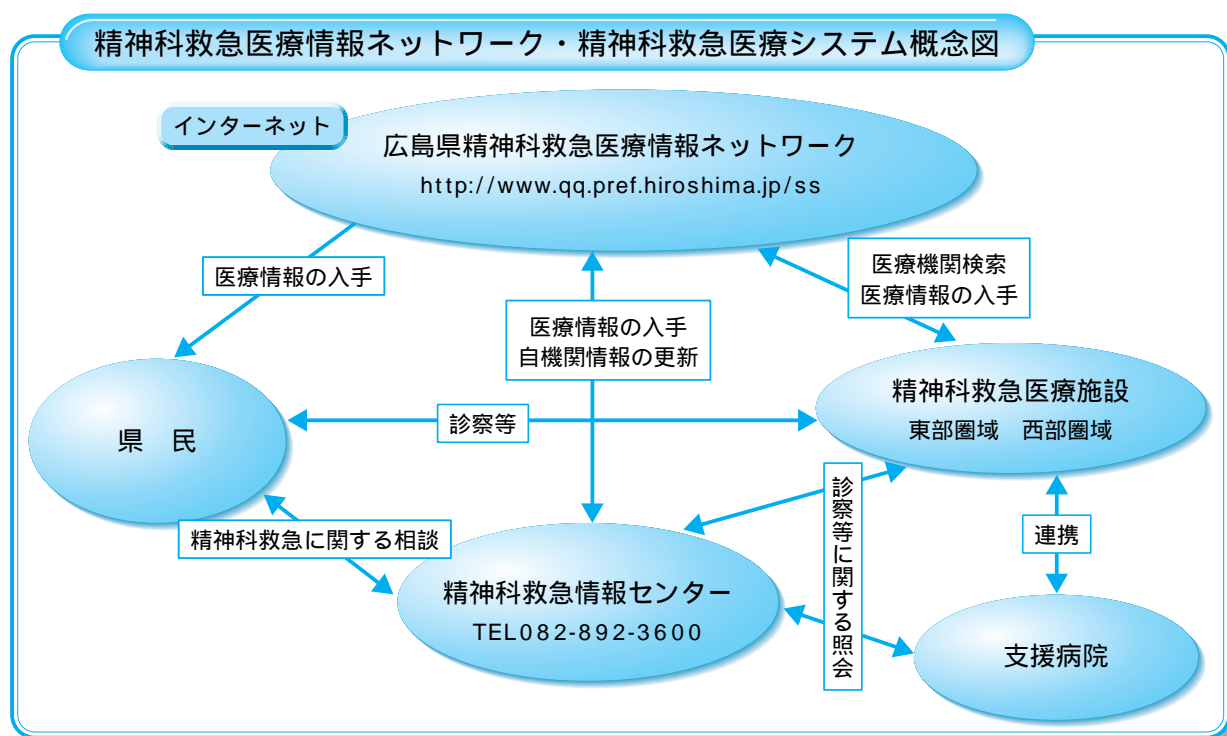 精神科救急医療情報ネットワーク・精神科救急医療システム概念図
インターネット
広島県精神科救急医療情報ネットワーク
http://www.qq.pref.hiroshima.jp/ss
医療情報の入手
医療機関検索
医療情報の入手
医療情報の入手
自機関情報の更新
県　民
診察等
精神科救急医療施設
東部圏域　西部圏域
精神科救急に関する相談
診察等に関する照会
連携
精神科救急情報センター
TEL082-892-3600
支援病院